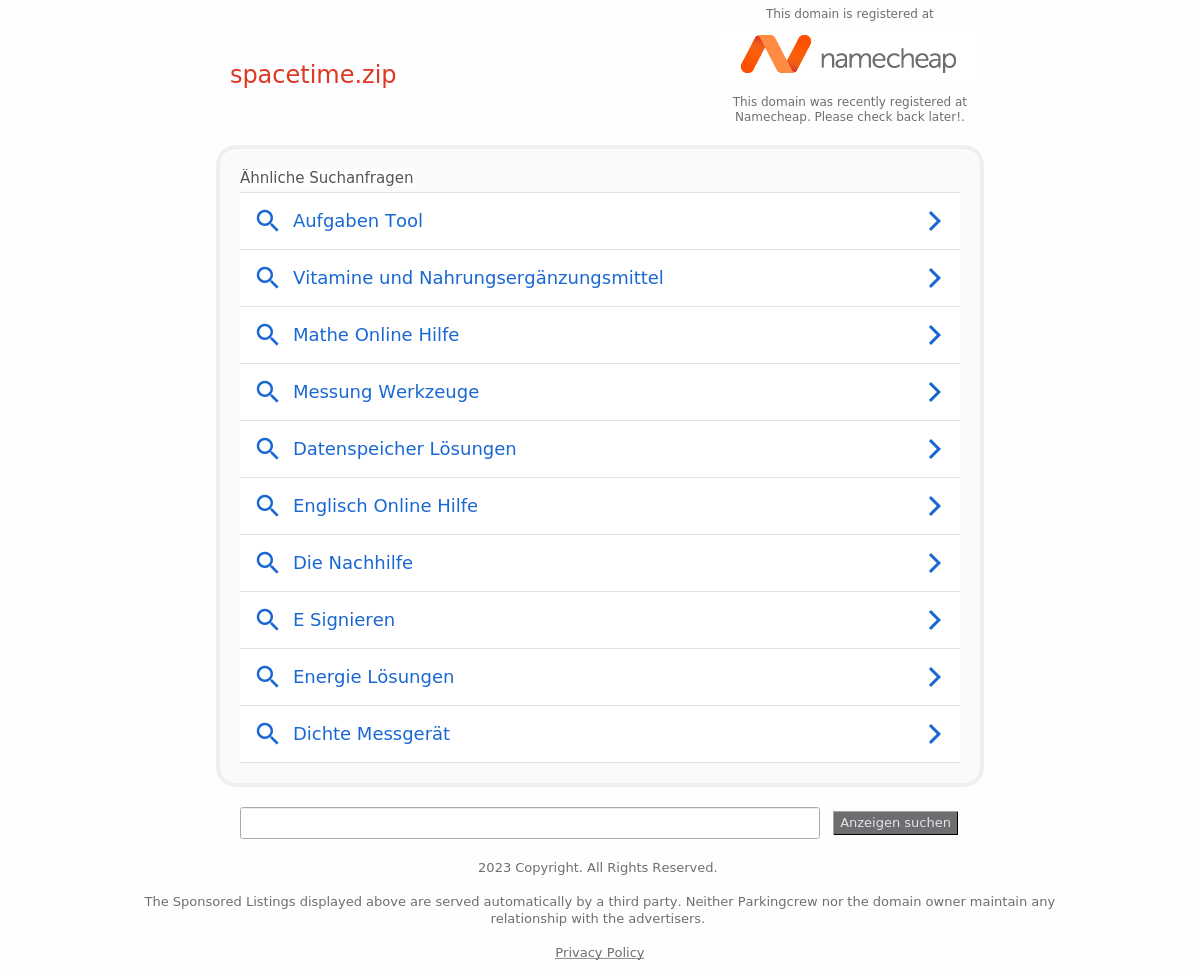 This domain is registered at
namecheap
spacetime.zip
This domain was recently registered at
Namecheap. Please check back later!.
Ähnliche Suchanfragen
Aufgaben Tool
Vitamine und Nahrungsergänzungsmittel
Mathe Online Hilfe
Messung Werkzeuge
Datenspeicher Lösungen
Englisch Online Hilfe
Die Nachhilfe
E Signieren
Energie Lösungen
Dichte Messgerät
Anzeigen suchen
2023 Copyright. All Rights Reserved.
The Sponsored Listings displayed above are served automatically by a third party. Neither Parkingcrew nor the domain owner maintain any
relationship with the advertisers.
Privacy Policy